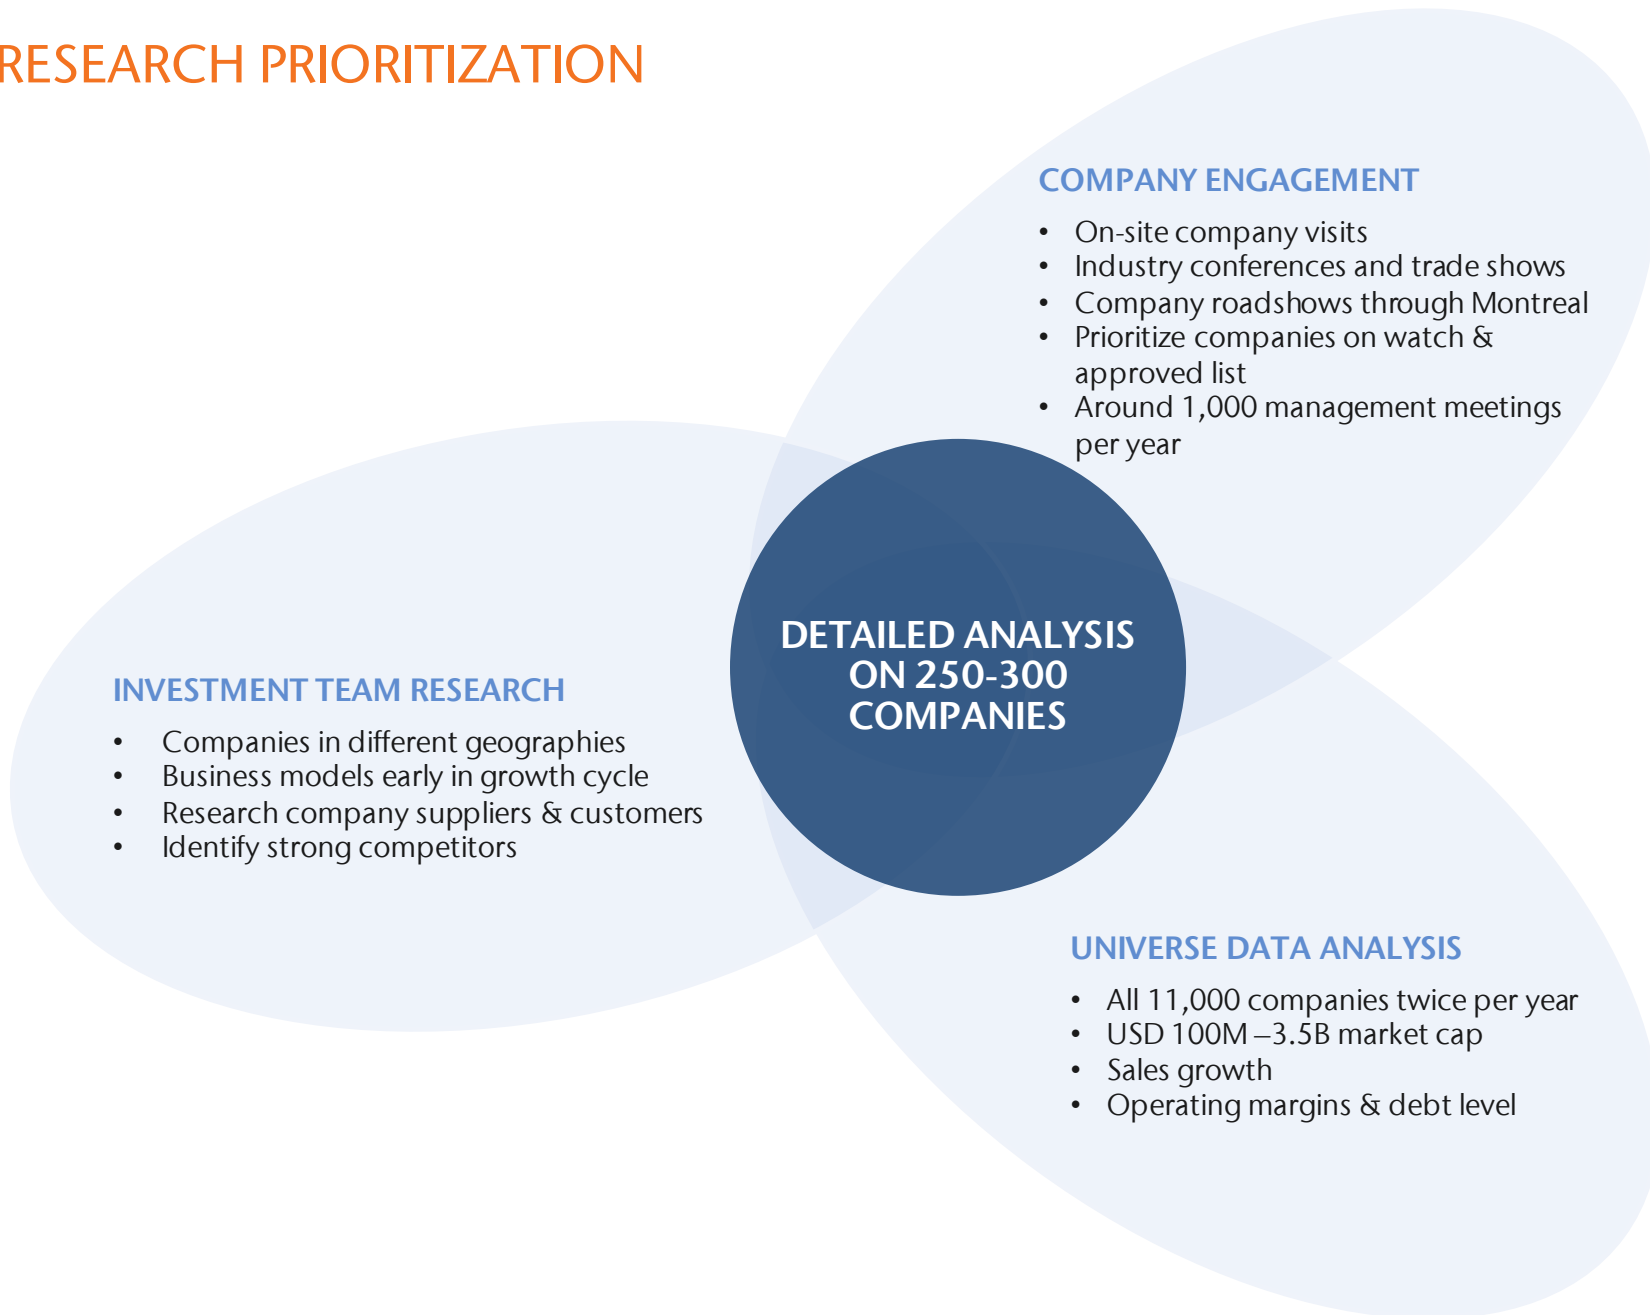 RESEARCH PRIORITIZATION
COMPANY ENGAGEMENT
• On-site company visits
• Industry conferences and trade shows
• Company roadshows through Montreal
• Prioritize companies on watch &
approved list
• Around 1,000 management meetings
per year
DETAILED ANALYSIS
ON 250-300
COMPANIES
INVESTMENT TEAM RESEARCH
• Companies in different geographies
• Business models early in growth cycle
• Research company suppliers & customers
• Identify strong competitors
UNIVERSE DATA ANALYSIS
• All 11,000 companies twice per year
• USD 100M –3.5B market cap
• Sales growth
• Operating margins & debt level